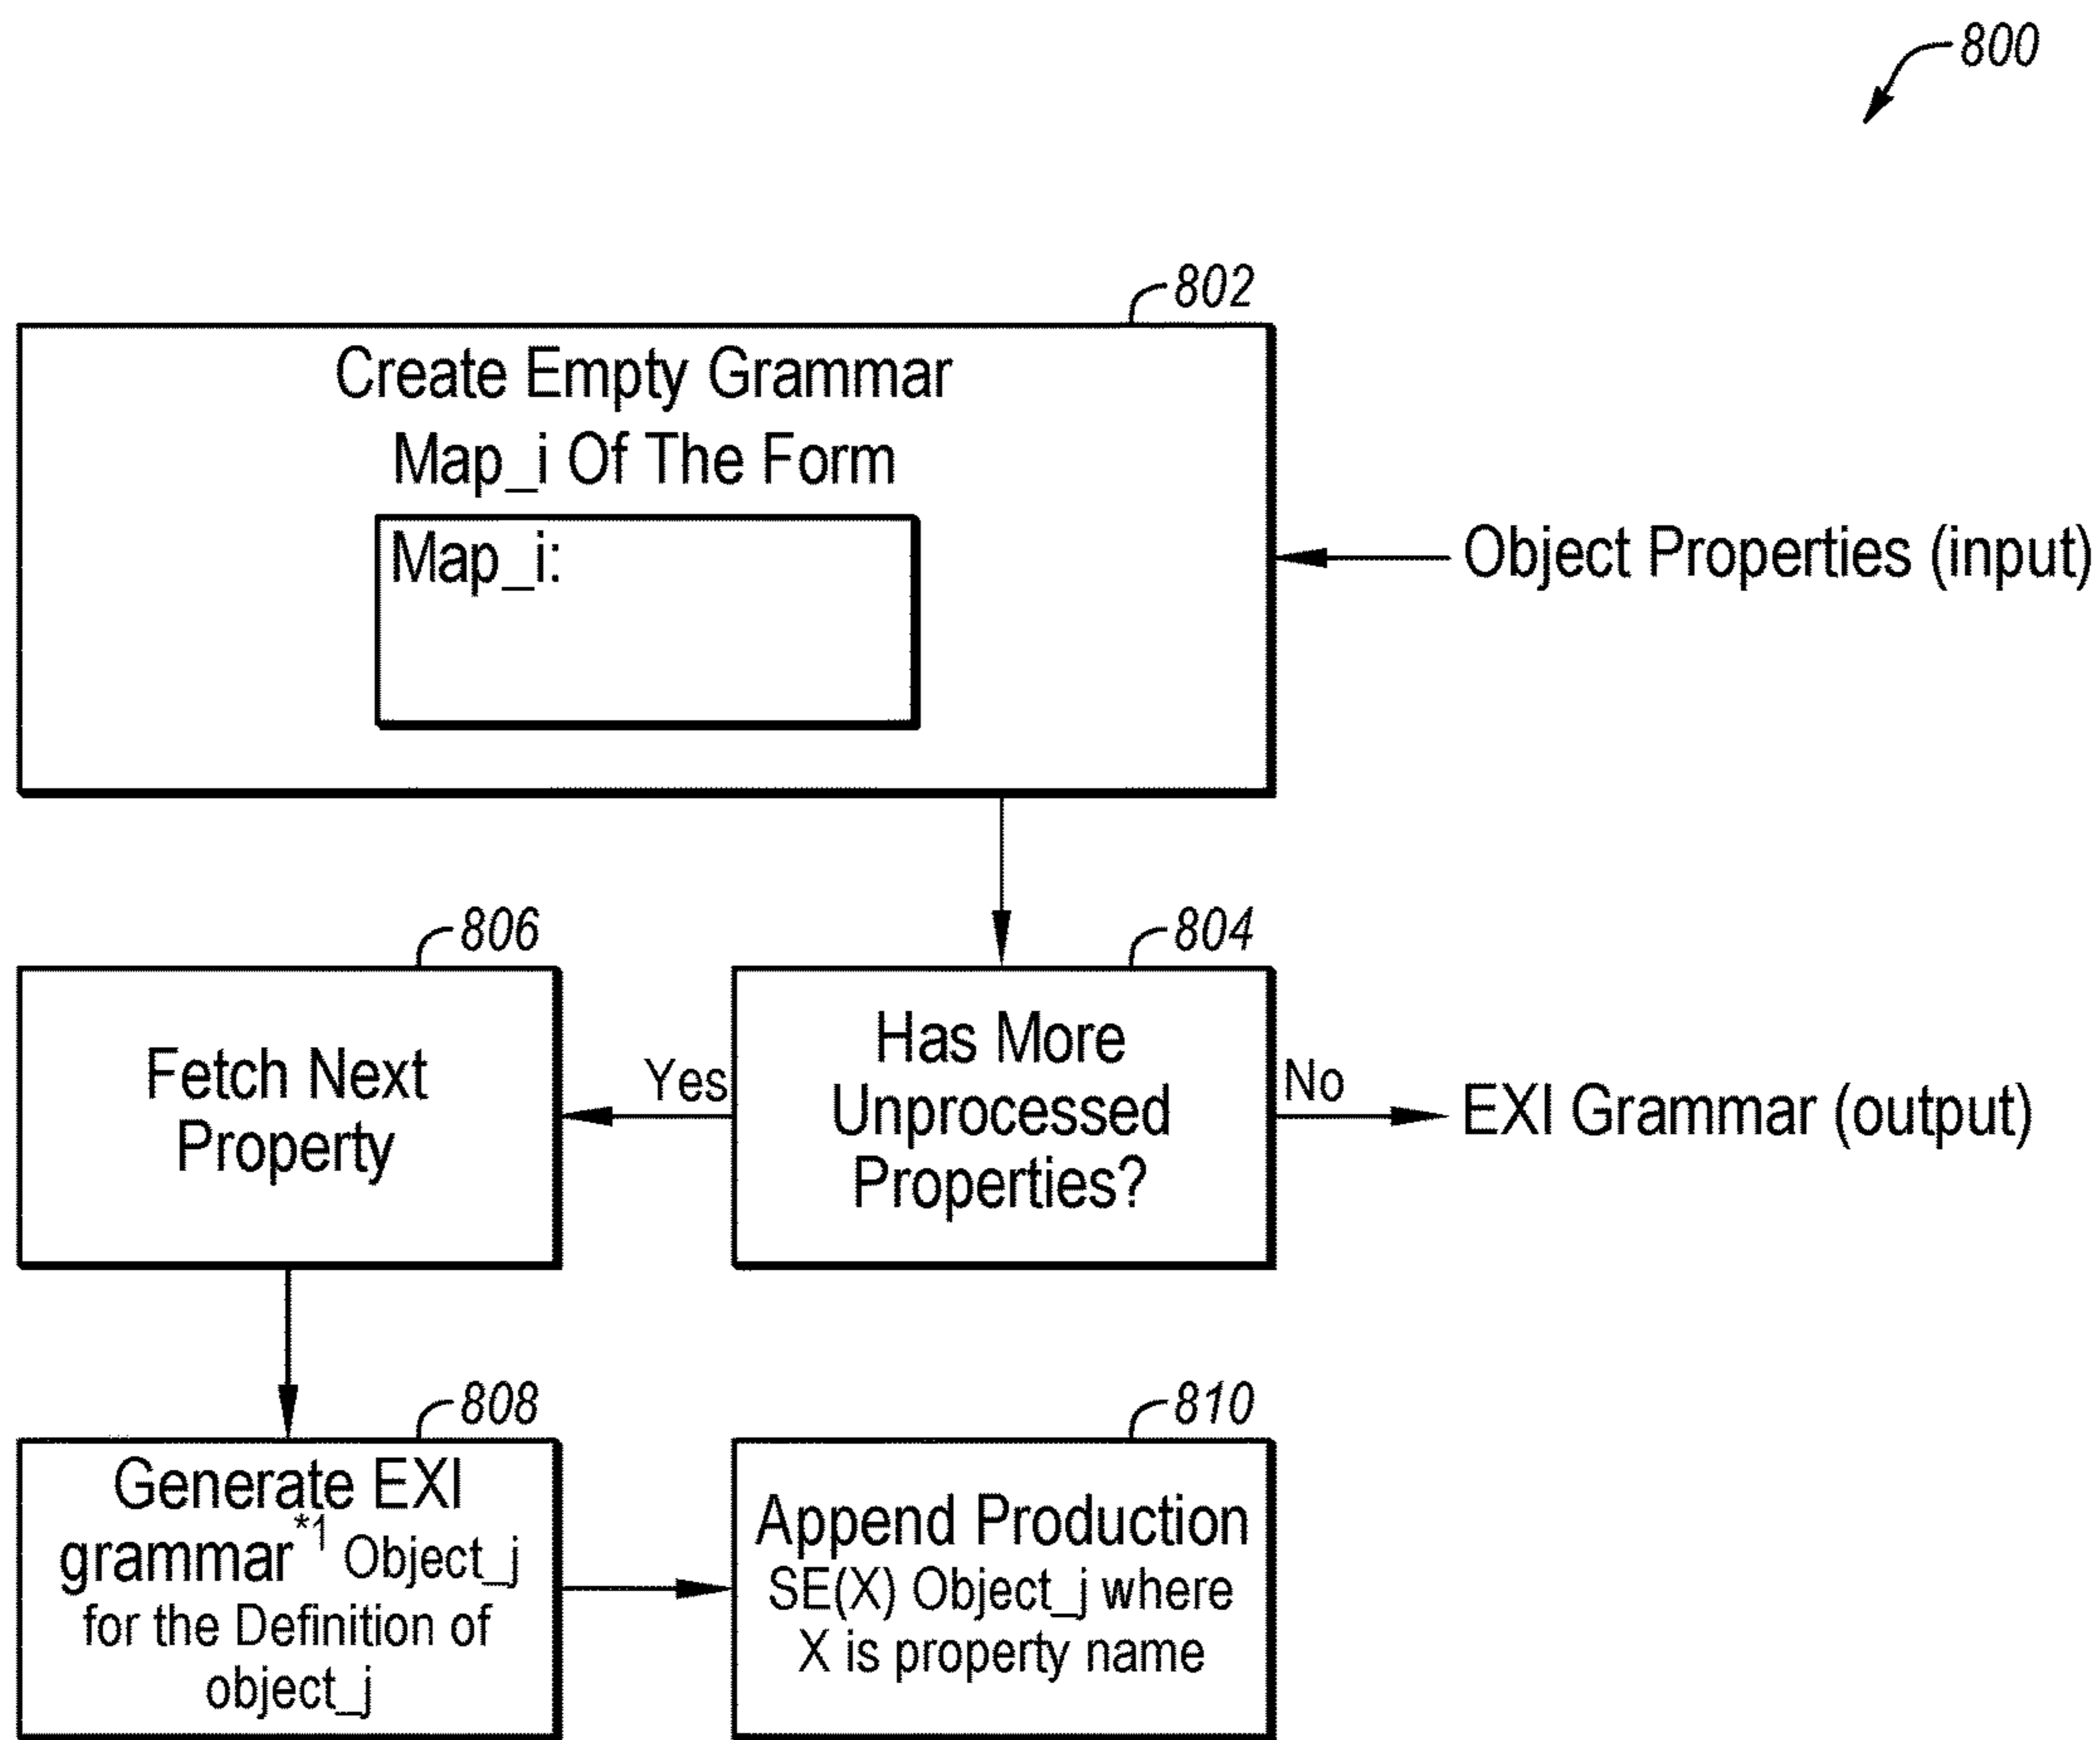 800
802
Create Empty Grammar
Map_i Of The Form
Map_i:
Object Properties (input)
806
804
Fetch Next
Property
Yes
Has More
Unprocessed
Properties?
No
EXI Grammar (output)
808
810
Generate EXI
grammar*1 Object_j
for the Definition of
object_j
Append Production
SE(X) Object_j where
X is property name